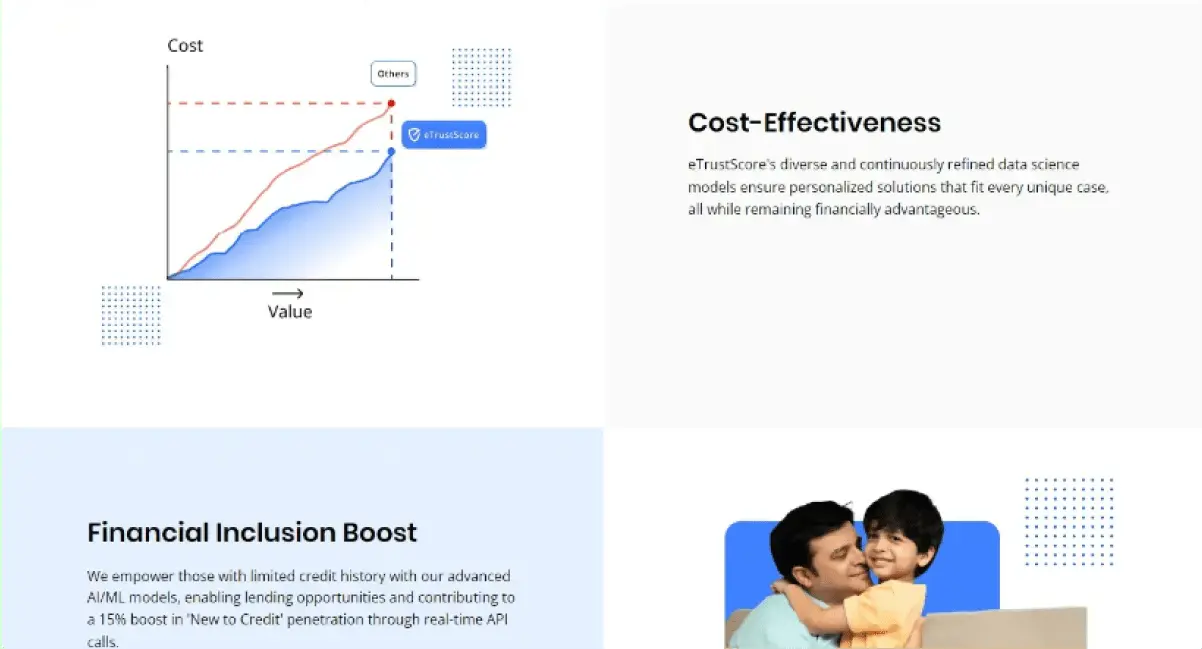 Cost
Others
eTrustScore
Value
Cost-Effectiveness
eTrustScore's diverse and continuously refined data science
models ensure personalized solutions that fit every unique case,
all while remaining financially advantageous.
Financial Inclusion Boost
We empower those with limited credit history with our advanced
AI/ML models, enabling lending opportunities and contributing to
a 15% boost in 'New to Credit' penetration through real-time API
calls.